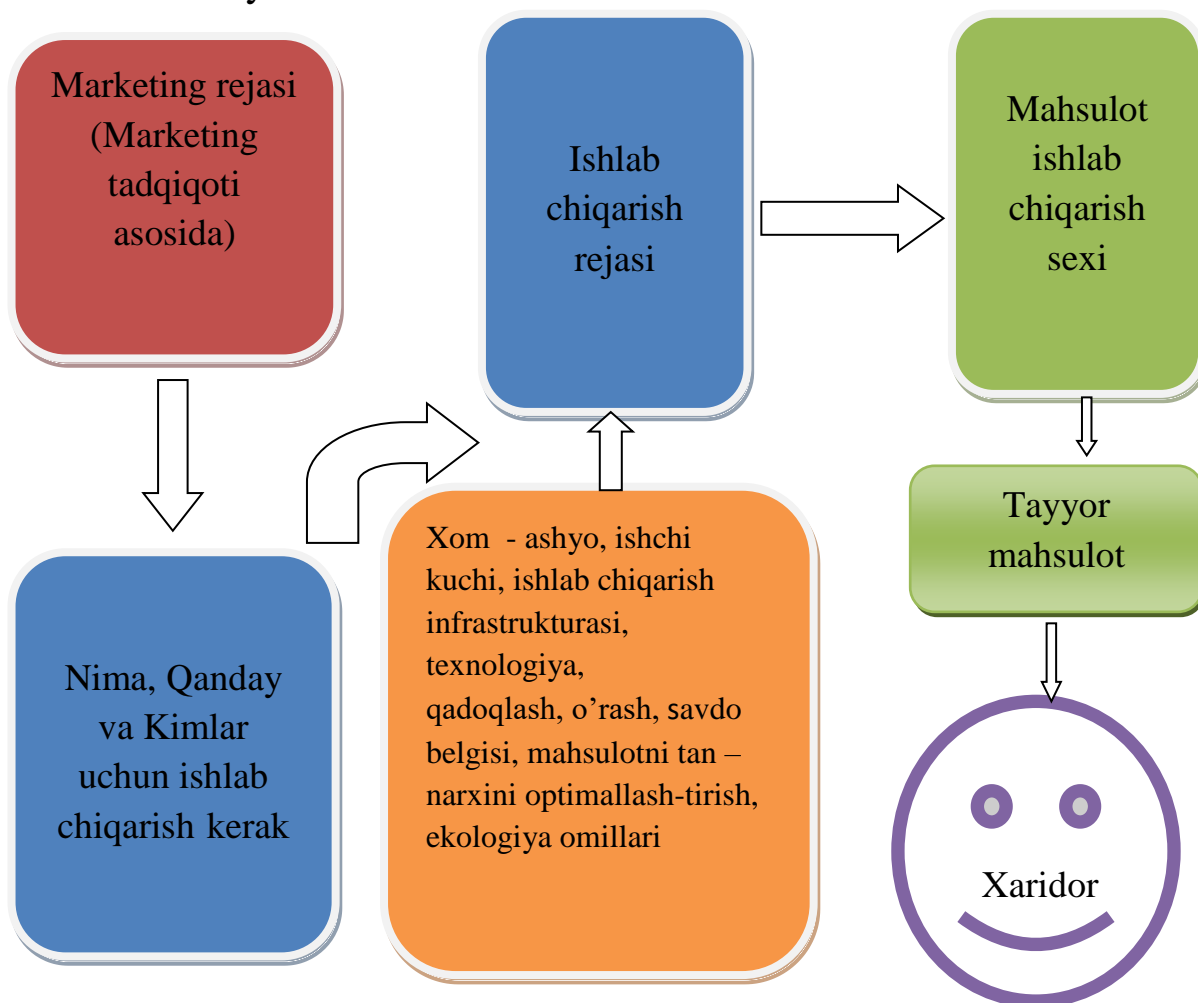 Marketing rejasi
(Marketing
tadqiqoti
asosida)
Nima, Qanday
va Kimlar
uchun ishlab
chiqarish kerak
Xom - ashyo, ishchi
kuchi, ishlab chiqarish
infrastrukturasi,
texnologiya,
qadoqlash, o’rash, savdo
belgisi, mahsulotni tan –
narxini optimallash-tirish,
ekologiya omillari
Ishlab
chiqarish
rejasi
Mahsulot
ishlab
chiqarish
sexi
Tayyor
mahsulot
Xaridor